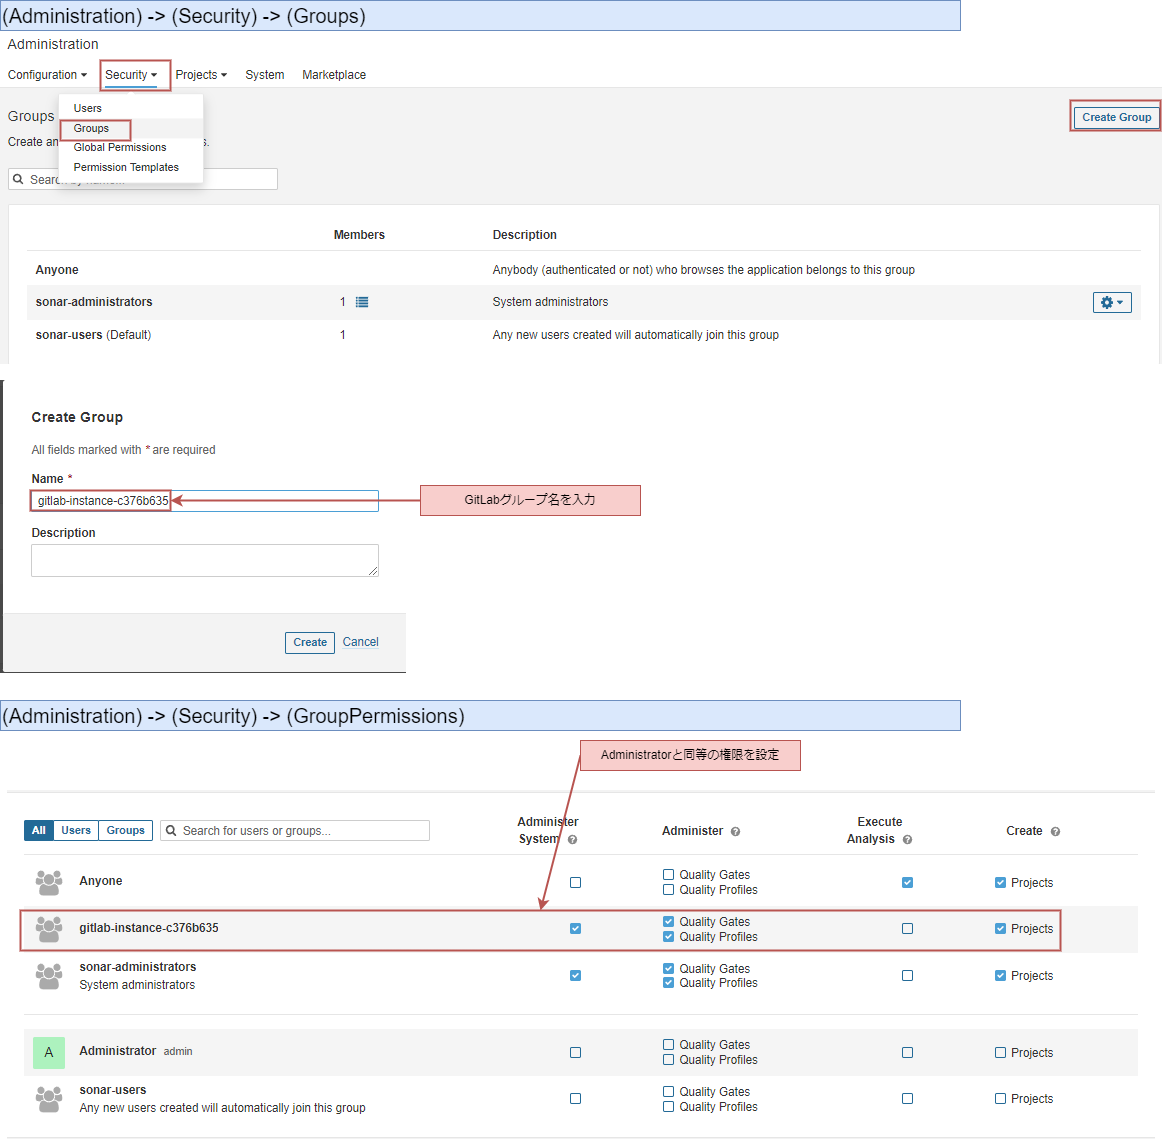 (Administration) -> (Security) -> (Groups)
Administration
Configuration Security Projects System Marketplace
Users
Groups
Groups
Create Group
Create an
s.
Global Permissions
Permission Templates
Search by name...
Members Description
Anyone Anybody (authenticated or not) who browses the application belongs to this group
sonar-administrators 1 System administrators
sonar-users (Default) 1 Any new users created will automatically join this group
Create Group
All fields marked with * are required
Name *
gitlab-instance-c376b635
GitLabグループ名を入力
Description
Create Cancel
(Administration) -> (Security) -> (GroupPermissions)
Administratorと同等の権限を設定
All Users Groups Search for users or groups...
Administer System ?
Administer ?
Execute Analysis ?
Create ?
Anyone
Quality Gates
Quality Profiles
Projects
gitlab-instance-c376b635
Quality Gates
Quality Profiles
Projects
sonar-administrators
System administrators
Quality Gates
Quality Profiles
Projects
A Administrator admin
Quality Gates
Quality Profiles
Projects
sonar-users
Any new users created will automatically join this group
Quality Gates
Quality Profiles
Projects